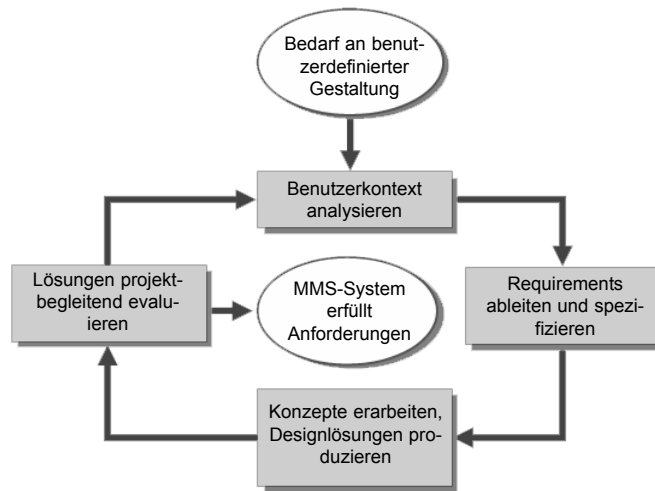 Bedarf an benut-
zerdefinierter
Gestaltung
Benutzerkontext
analysieren
Lösungen projekt-
begleitend evalu-
ieren
MMS-System
erfüllt
Anforderungen
Requirements
ableiten und spezi-
fizieren
Konzepte erarbeiten,
Designlösungen pro-
duzieren